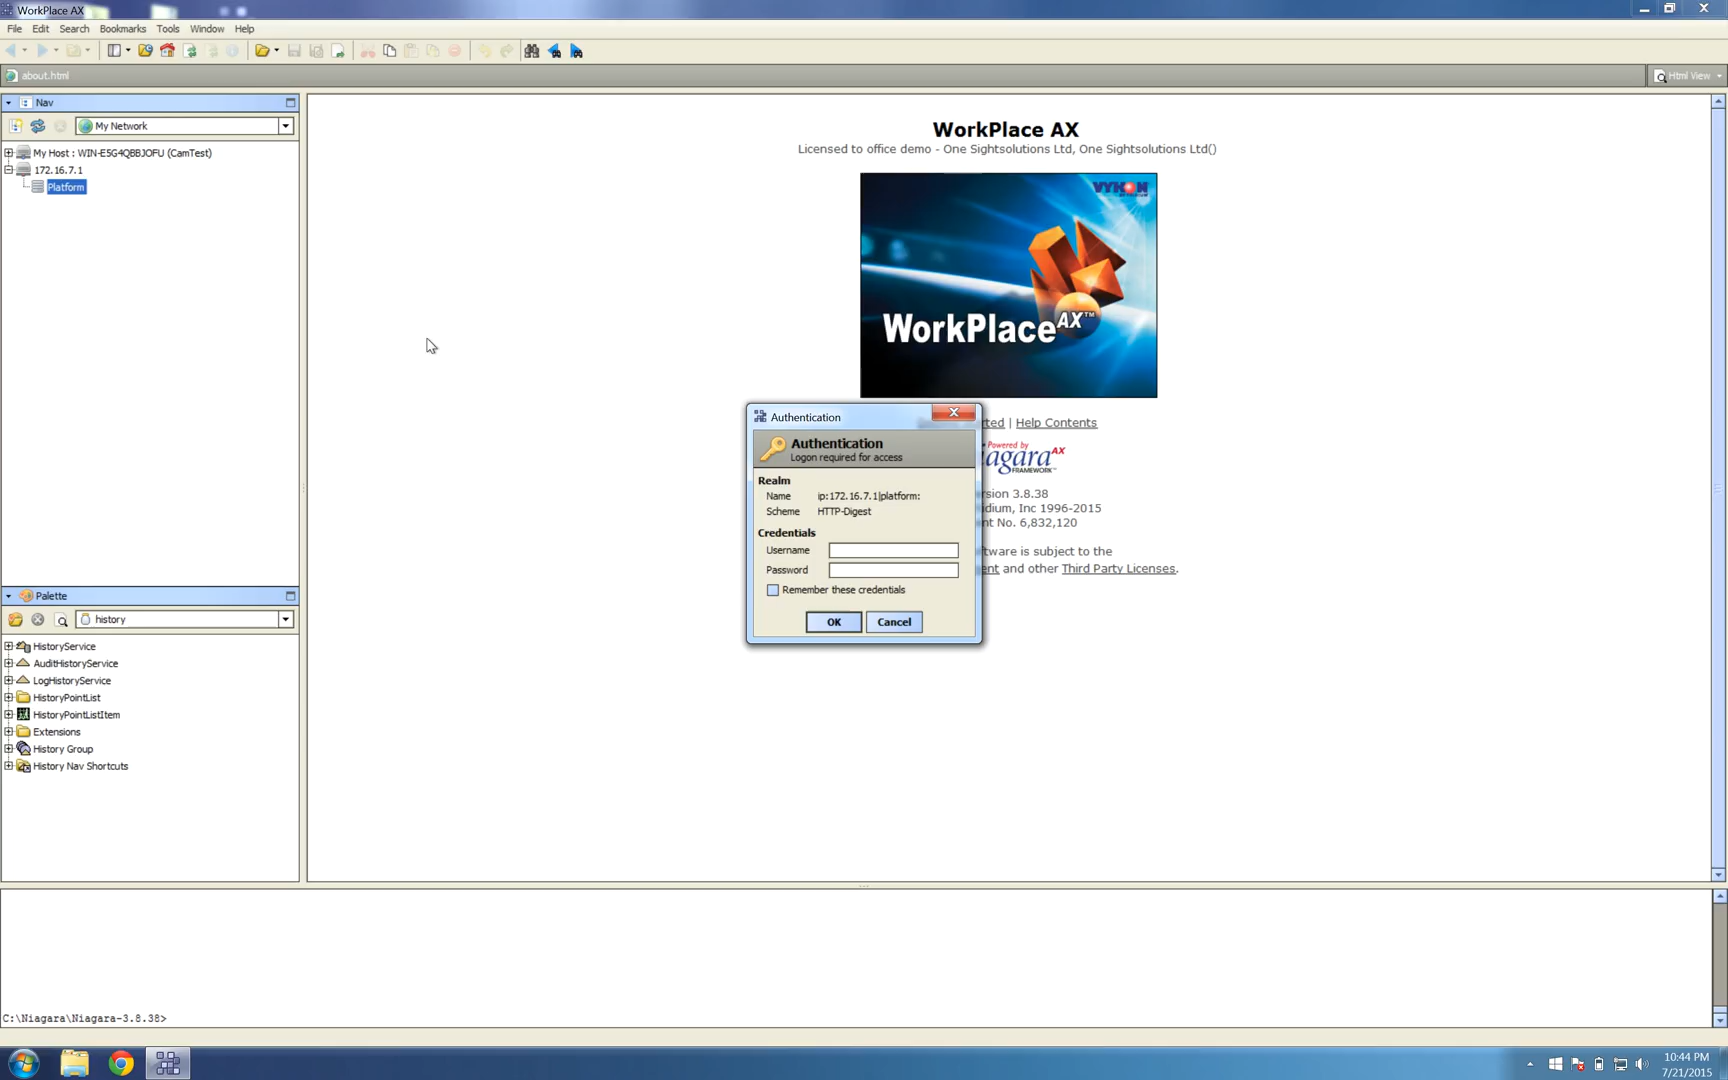 WorkPlace AX
File Edit Search Bookmarks Tools Window Help
about.html
Html View
Nav
My Network
My Host : WIN-E5G4QBBJOFU (CamTest)
172.16.7.1
Platform
Palette
history
HistoryService
AuditHistoryService
LogHistoryService
HistoryPointList
HistoryPointListItem
Extensions
History Group
History Nav Shortcuts
WorkPlace AX
Licensed to office demo - One Sightsolutions Ltd, One Sightsolutions Ltd()
VYKON
WorkPlace AX™
rted | Help Contents
Powered by
iagara AX
FRAMEWORK™
rsion 3.8.38
idium, Inc 1996-2015
nt No. 6,832,120
ftware is subject to the
ent and other Third Party Licenses.
Authentication
Authentication
Logon required for access
Realm
Name ip:172.16.7.1|platform:
Scheme HTTP-Digest
Credentials
Username
Password
Remember these credentials
OK Cancel
C:\Niagara\Niagara-3.8.38>
10:44 PM
7/21/2015